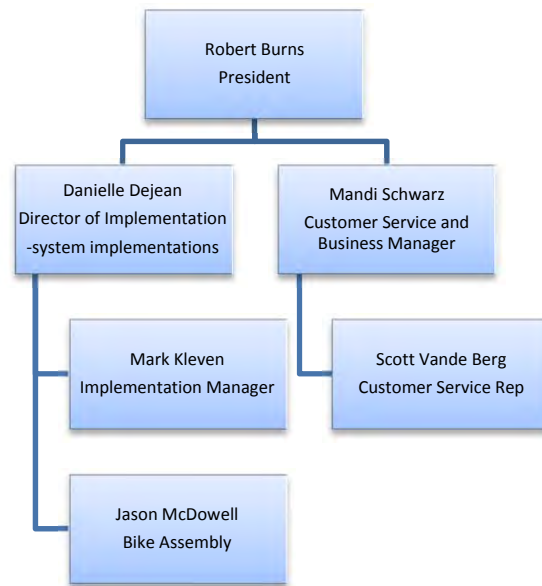 Robert Burns
President
Danielle Dejean
Director of Implementation
-system implementations
Mandi Schwarz
Customer Service and
Business Manager
Mark Kleven
Implementation Manager
Scott Vande Berg
Customer Service Rep
Jason McDowell
Bike Assembly